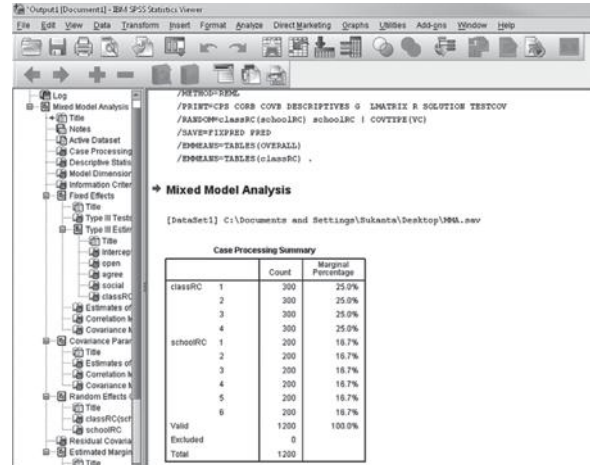 *Output1 [Document1] - IBM SPSS Statistics Viewer
File Edit View Data Transform Insert Format Analyze Direct Marketing Graphs Utilities Add-ons Window Help
Log
Mixed Model Analysis
Title
Notes
Active Dataset
Case Processing
Descriptive Statis
Model Dimension
Information Criter
Fixed Effects
Title
Type III Tests
Type III Estim
Title
Intercep
open
agree
social
classRC
Estimates of
Correlation M
Covariance M
Covariance Parar
Title
Estimates of
Correlation M
Covariance M
Random Effects C
Title
classRC(sch
schoolRC
Residual Covaria
Estimated Margin
Title
/METHOD=REML
/PRINT=CPS CORB COVB DESCRIPTIVES G LMATRIX R SOLUTION TESTCOV
/RANDOM=classRC(schoolRC) schoolRC | COVTYPE(VC)
/SAVE=FIXPRED PRED
/EMMEANS=TABLES(OVERALL)
/EMMEANS=TABLES(classRC) .
Mixed Model Analysis
[DataSet1] C:\Documents and Settings\Sukanta\Desktop\MMA.sav
Case Processing Summary
Count Marginal Percentage
classRC 1 300 25.0%
2 300 25.0%
3 300 25.0%
4 300 25.0%
schoolRC 1 200 16.7%
2 200 16.7%
3 200 16.7%
4 200 16.7%
5 200 16.7%
6 200 16.7%
Valid 1200 100.0%
Excluded 0
Total 1200